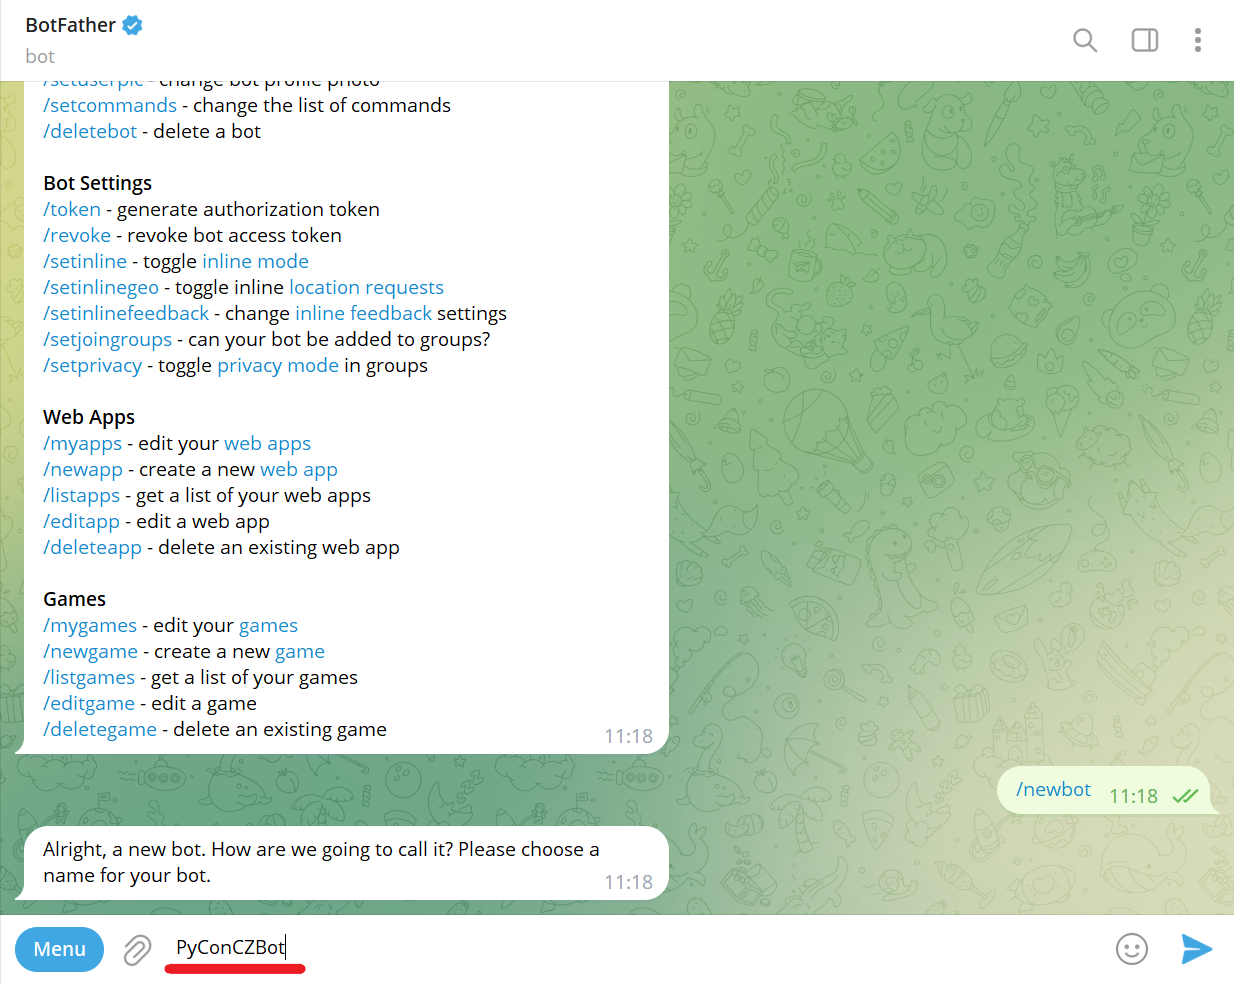 BotFather
bot
/setuserpic - change bot profile photo
/setcommands - change the list of commands
/deletebot - delete a bot
Bot Settings
/token - generate authorization token
/revoke - revoke bot access token
/setinline - toggle inline mode
/setinlinegeo - toggle inline location requests
/setinlinefeedback - change inline feedback settings
/setjoingroups - can your bot be added to groups?
/setprivacy - toggle privacy mode in groups
Web Apps
/myapps - edit your web apps
/newapp - create a new web app
/listapps - get a list of your web apps
/editapp - edit a web app
/deleteapp - delete an existing web app
Games
/mygames - edit your games
/newgame - create a new game
/listgames - get a list of your games
/editgame - edit a game
/deletegame - delete an existing game
11:18
/newbot 11:18
Alright, a new bot. How are we going to call it? Please choose a
name for your bot.
11:18
Menu
PyConCZBot